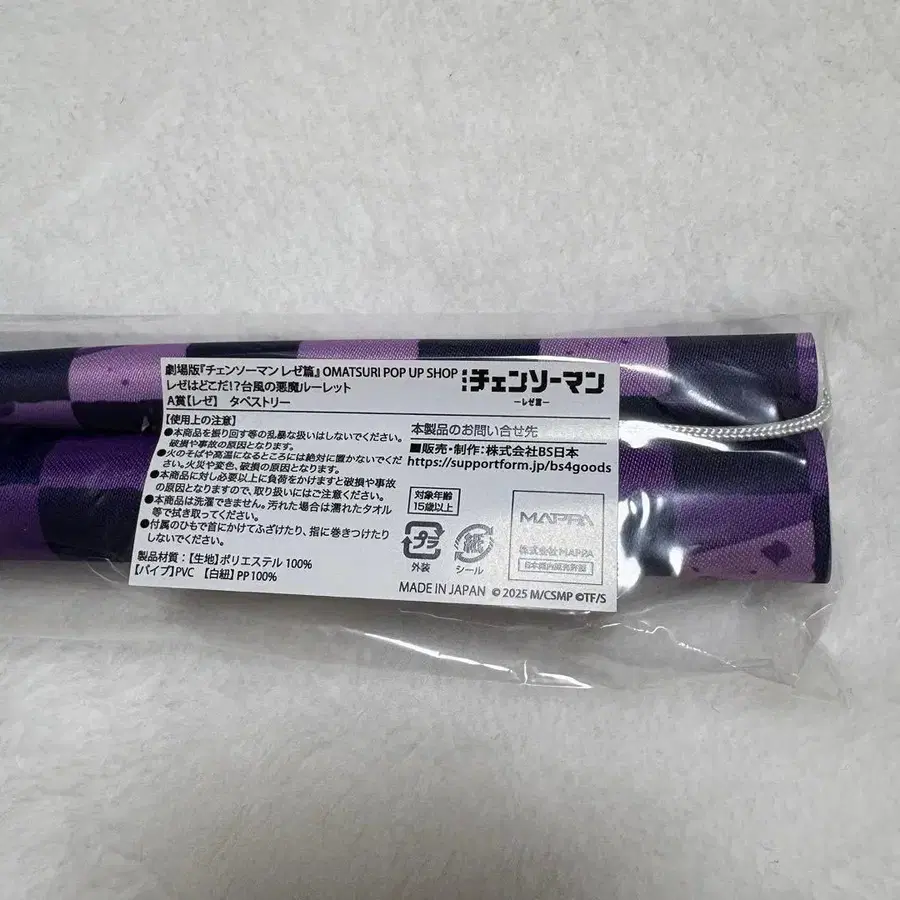 劇場版『チェンソーマン レゼ篇』 OMATSURI POP UP SHOP
レゼはどこだ!?台風の悪魔ルーレット
A賞【レゼ】 タペストリー
劇場版
チェンソーマン
ーレゼ篇ー
【使用上の注意】
●本商品を振り回す等の乱暴な扱いはしないでください。
破損や事故の原因となります。
●火のそばや高温になるところには絶対に置かないでくだ
さい。火災や変色、破損の原因となります。
●本商品に対し必要以上に負荷をかけますと破損や事故
の原因となりますので、取り扱いにはご注意ください。
●本商品は洗濯できません。汚れた場合は濡れたタオル
等で拭き取ってください。
●付属のひもで首にかけてふざけたり、指に巻きつけたり
しないでください。
製品材質:【生地】ポリエステル 100%
【パイプ】PVC 【白紐】PP100%
本製品のお問い合せ先
■販売・制作:株式会社BS日本
https://supportform.jp/bs4goods
対象年齢
15歳以上
プラ
外装
紙
シール
MAPPA
株式会社MAPPA
日本国内販売許諾
MADE IN JAPAN ©2025 M/CSMP ©TF/S